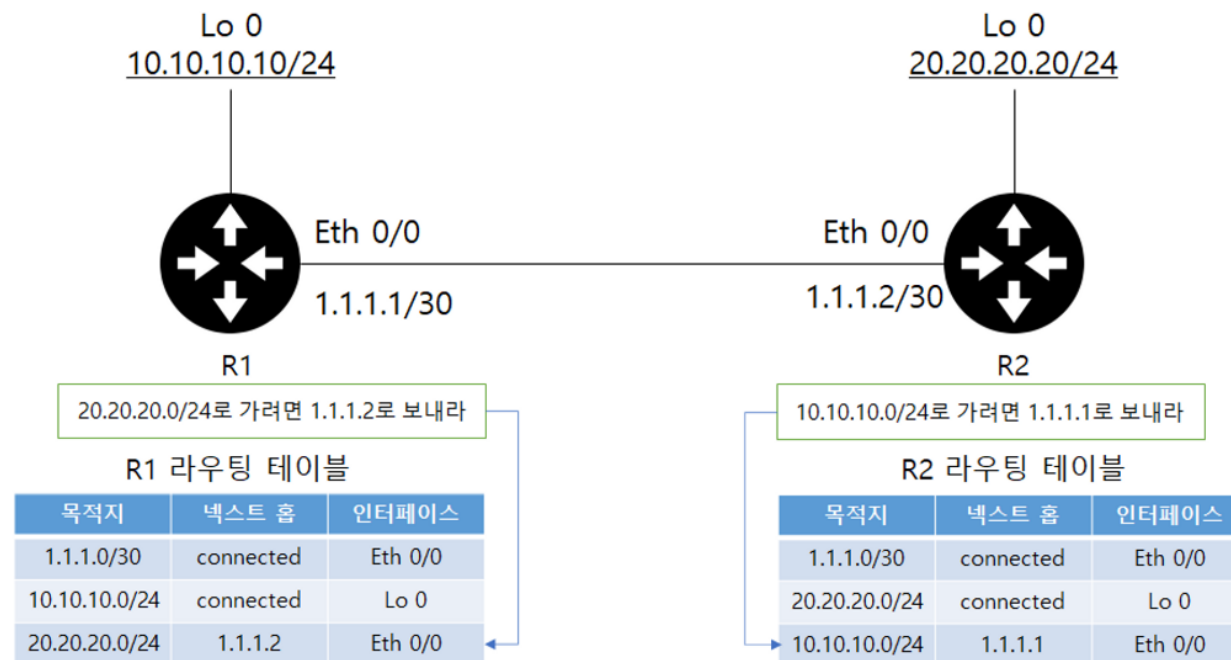 Lo 0
10.10.10.10/24
Lo 0
20.20.20.20/24
Eth 0/0
1.1.1.1/30
Eth 0/0
1.1.1.2/30
R1
R2
20.20.20.0/24로 가려면 1.1.1.2로 보내라
10.10.10.0/24로 가려면 1.1.1.1로 보내라
R1 라우팅 테이블
목적지 넥스트 홉 인터페이스
1.1.1.0/30 connected Eth 0/0
10.10.10.0/24 connected Lo 0
20.20.20.0/24 1.1.1.2 Eth 0/0
R2 라우팅 테이블
목적지 넥스트 홉 인터페이스
1.1.1.0/30 connected Eth 0/0
20.20.20.0/24 connected Lo 0
10.10.10.0/24 1.1.1.1 Eth 0/0